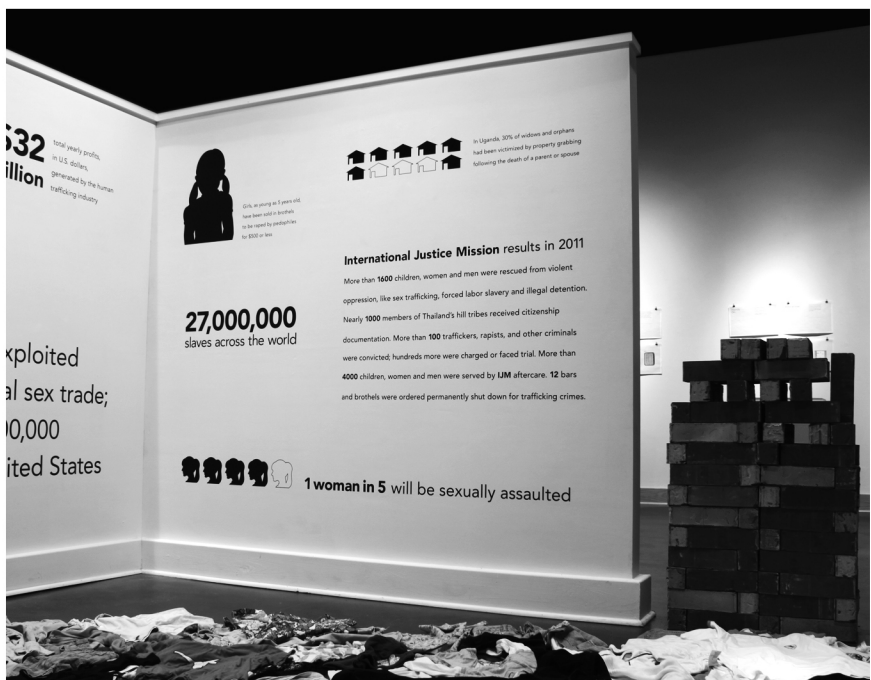 $32
illion
total yearly profits,
in U.S. dollars,
generated by the human
trafficking industry
xploited
al sex trade;
00,000
ited States
Girls, as young as 5 years old,
have been sold in brothels
to be raped by pedophiles
for $500 or less
27,000,000
slaves across the world
In Uganda, 30% of widows and orphans
had been victimized by property grabbing
following the death of a parent or spouse
International Justice Mission results in 2011
More than 1600 children, women and men were rescued from violent
oppression, like sex trafficking, forced labor slavery and illegal detention.
Nearly 1000 members of Thailand's hill tribes received citizenship
documentation. More than 100 traffickers, rapists, and other criminals
were convicted; hundreds more were charged or faced trial. More than
4000 children, women and men were served by IJM aftercare. 12 bars
and brothels were ordered permanently shut down for trafficking crimes.
1 woman in 5 will be sexually assaulted